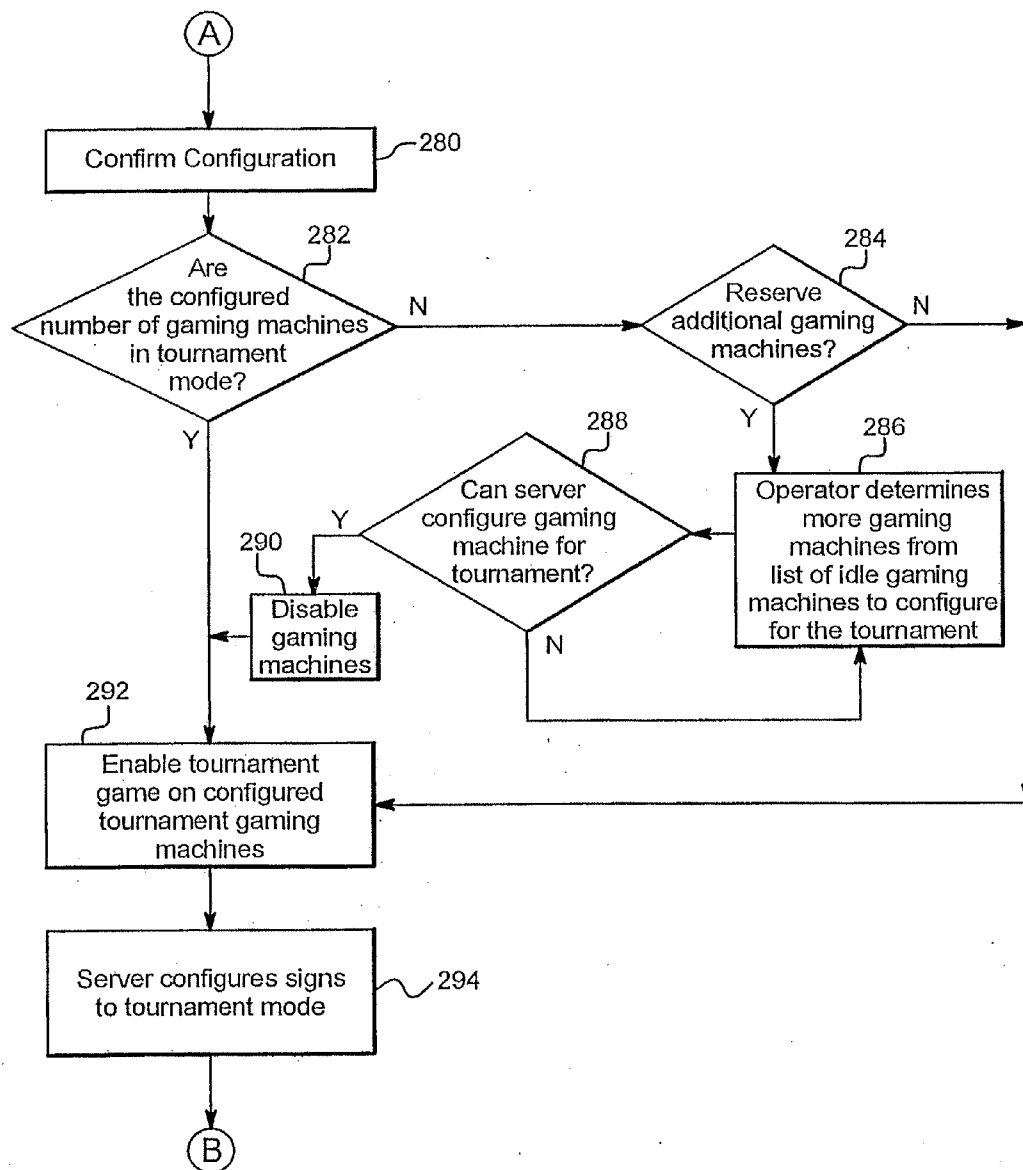 A
Confirm Configuration
280
282
Are
the configured
number of gaming machines
in tournament
mode?
N
Y
284
Reserve
additional gaming
machines?
N
Y
286
Operator determines
more gaming
machines from
list of idle gaming
machines to configure
for the tournament
288
Can server
configure gaming
machine for
tournament?
Y
N
290
Disable
gaming
machines
292
Enable tournament
game on configured
tournament gaming
machines
Server configures signs
to tournament mode
294
B